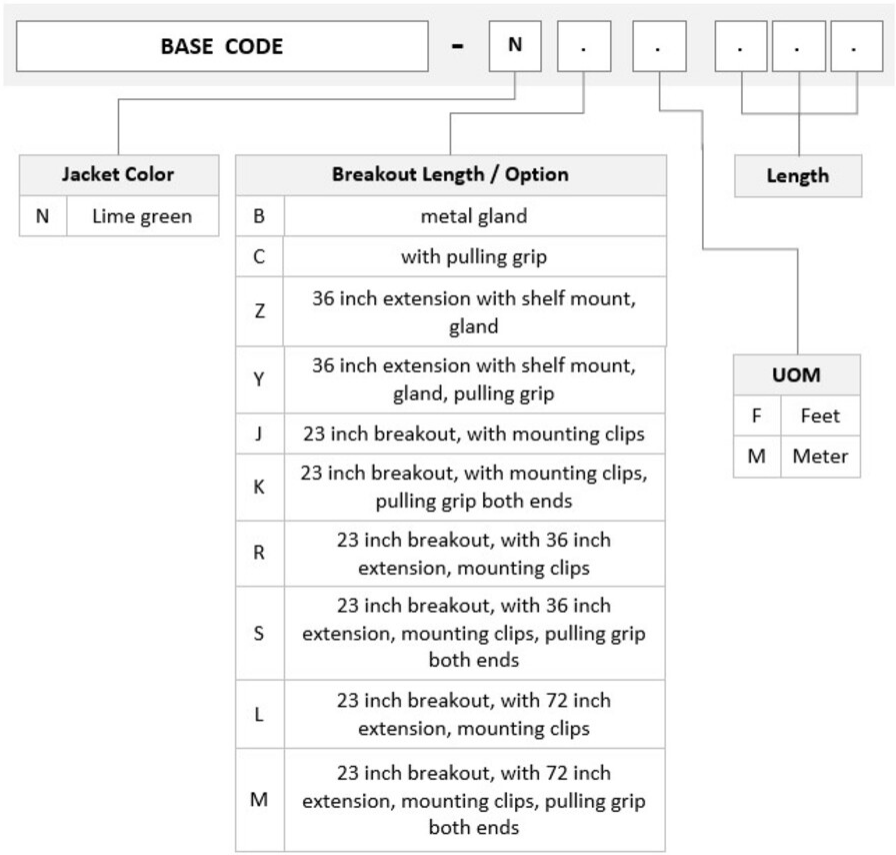 BASE CODE - N . . . . .
Jacket Color
N Lime green
Breakout Length / Option
B metal gland
C with pulling grip
Z 36 inch extension with shelf mount,
gland
Y 36 inch extension with shelf mount,
gland, pulling grip
J 23 inch breakout, with mounting clips
K 23 inch breakout, with mounting clips,
pulling grip both ends
R 23 inch breakout, with 36 inch
extension, mounting clips
S 23 inch breakout, with 36 inch
extension, mounting clips, pulling grip
both ends
L 23 inch breakout, with 72 inch
extension, mounting clips
M 23 inch breakout, with 72 inch
extension, mounting clips, pulling grip
both ends
Length
UOM
F Feet
M Meter